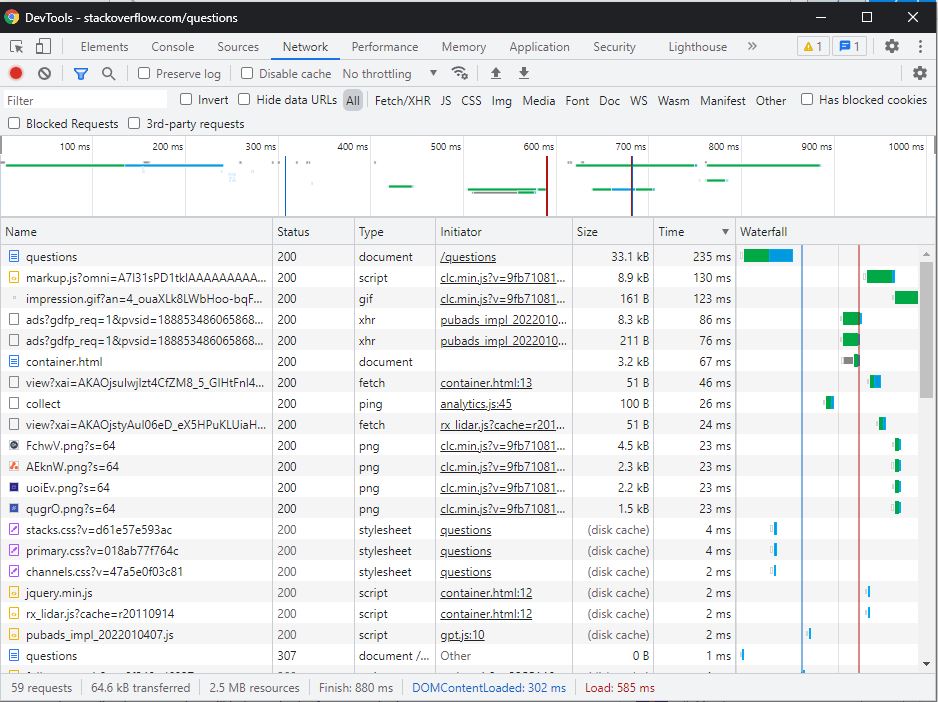 DevTools - stackoverflow.com/questions
Elements Console Sources Network Performance Memory Application Security Lighthouse » 1 1
Preserve log Disable cache No throttling
Filter Invert Hide data URLs All Fetch/XHR JS CSS Img Media Font Doc WS Wasm Manifest Other Has blocked cookies
Blocked Requests 3rd-party requests
100 ms 200 ms 300 ms 400 ms 500 ms 600 ms 700 ms 800 ms 900 ms 1000 ms
Name Status Type Initiator Size Time Waterfall
questions 200 document /questions 33.1 kB 235 ms
markup.js?omni=A7I31sPD1tkIAAAAAAAAA... 200 script clc.min.js?v=9fb71081... 8.9 kB 130 ms
impression.gif?an=4_ouaXLk8LWbHoo-bqF... 200 gif clc.min.js?v=9fb71081... 161 B 123 ms
ads?gdfp_req=1&pvsid=188853486065868... 200 xhr pubads_impl_2022010... 8.3 kB 86 ms
ads?gdfp_req=1&pvsid=188853486065868... 200 xhr pubads_impl_2022010... 211 B 76 ms
container.html 200 document 3.2 kB 67 ms
200 fetch container.html:13 51 B 46 ms
collect 200 ping analytics.js:45 100 B 26 ms
200 fetch rx_lidar.js?cache=r201... 51 B 24 ms
FchwV.png?s=64 200 png clc.min.js?v=9fb71081... 4.5 kB 23 ms
AEknW.png?s=64 200 png clc.min.js?v=9fb71081... 2.3 kB 23 ms
uoiEv.png?s=64 200 png clc.min.js?v=9fb71081... 2.2 kB 23 ms
qugrO.png?s=64 200 png clc.min.js?v=9fb71081... 1.5 kB 23 ms
stacks.css?v=d61e57e593ac 200 stylesheet questions (disk cache) 4 ms
primary.css?v=018ab77f764c 200 stylesheet questions (disk cache) 4 ms
channels.css?v=47a5e0f03c81 200 stylesheet questions (disk cache) 2 ms
jquery.min.js 200 script container.html:12 (disk cache) 2 ms
rx_lidar.js?cache=r20110914 200 script container.html:12 (disk cache) 2 ms
pubads_impl_2022010407.js 200 script gpt.js:10 (disk cache) 2 ms
questions 307 document /... Other 0 B 1 ms
59 requests 64.6 kB transferred 2.5 MB resources Finish: 880 ms DOMContentLoaded: 302 ms Load: 585 ms